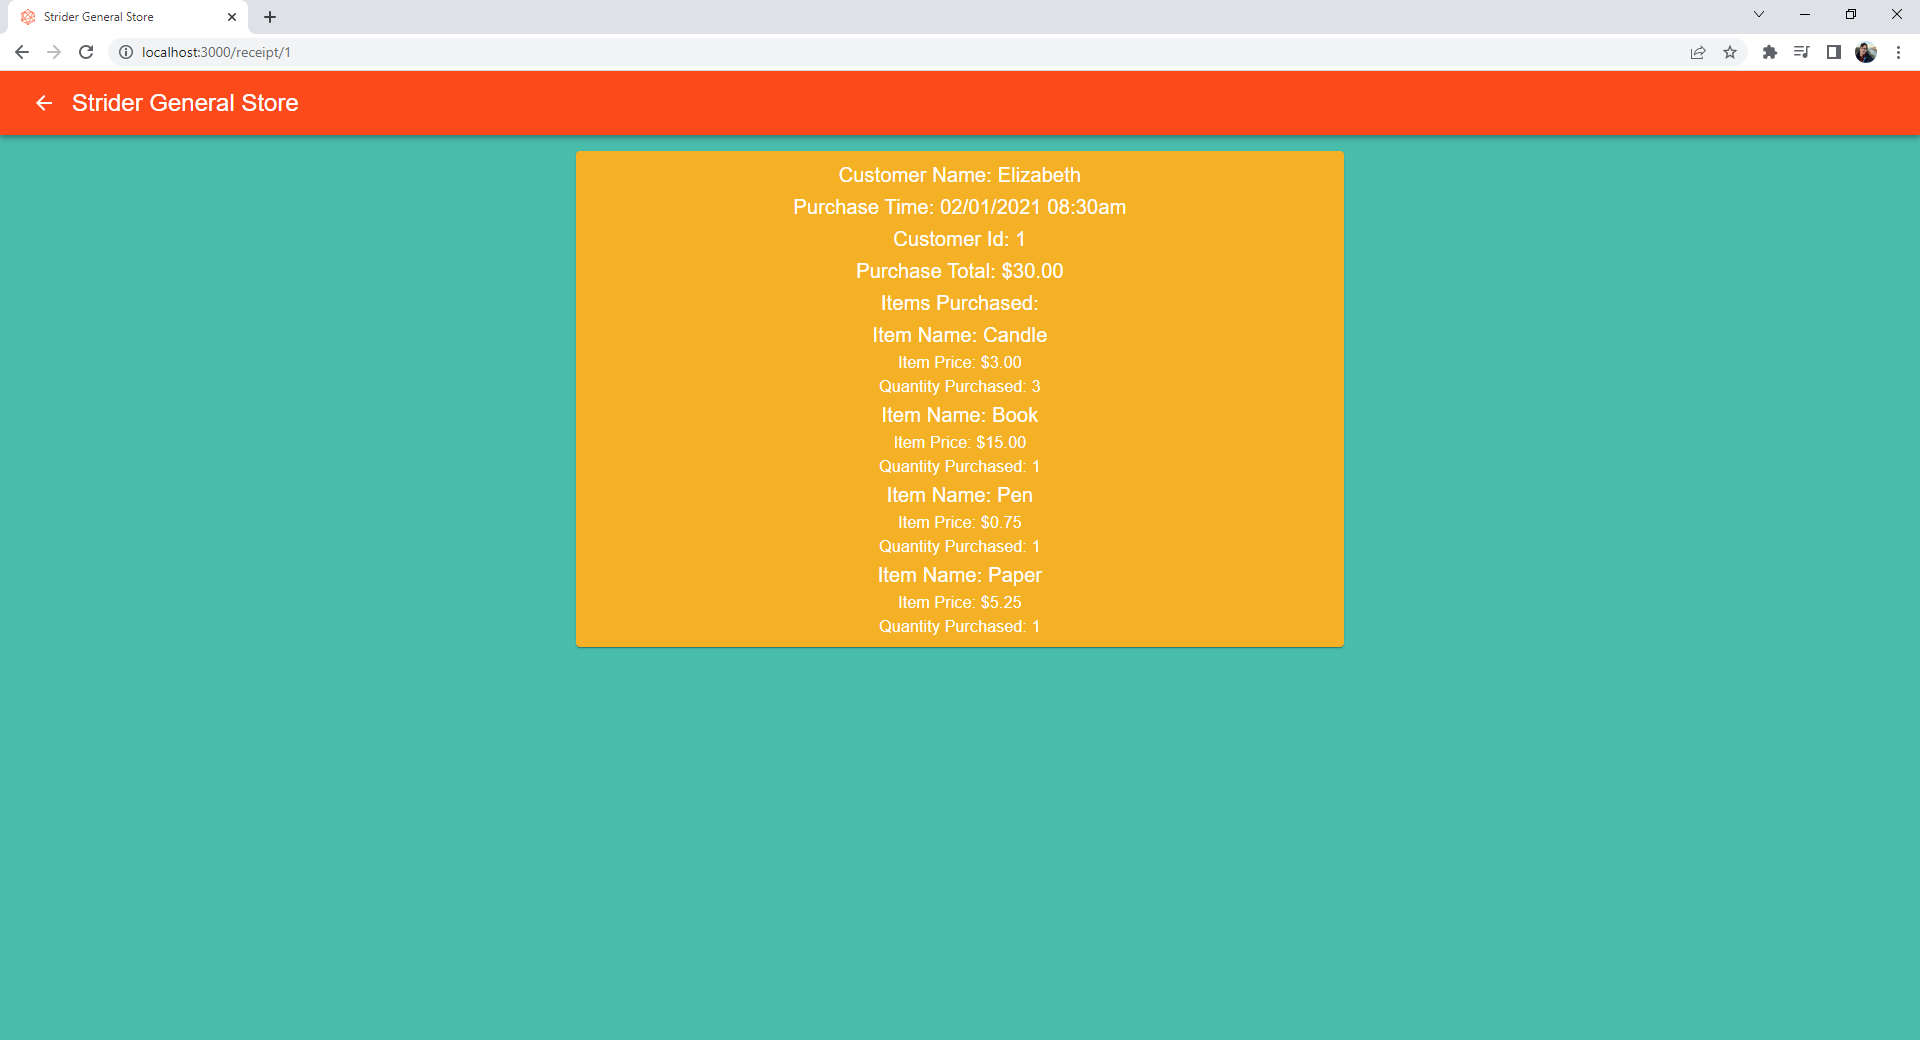 Strider General Store
localhost:3000/receipt/1
Strider General Store
Customer Name: Elizabeth
Purchase Time: 02/01/2021 08:30am
Customer Id: 1
Purchase Total: $30.00
Items Purchased:
Item Name: Candle
Item Price: $3.00
Quantity Purchased: 3
Item Name: Book
Item Price: $15.00
Quantity Purchased: 1
Item Name: Pen
Item Price: $0.75
Quantity Purchased: 1
Item Name: Paper
Item Price: $5.25
Quantity Purchased: 1